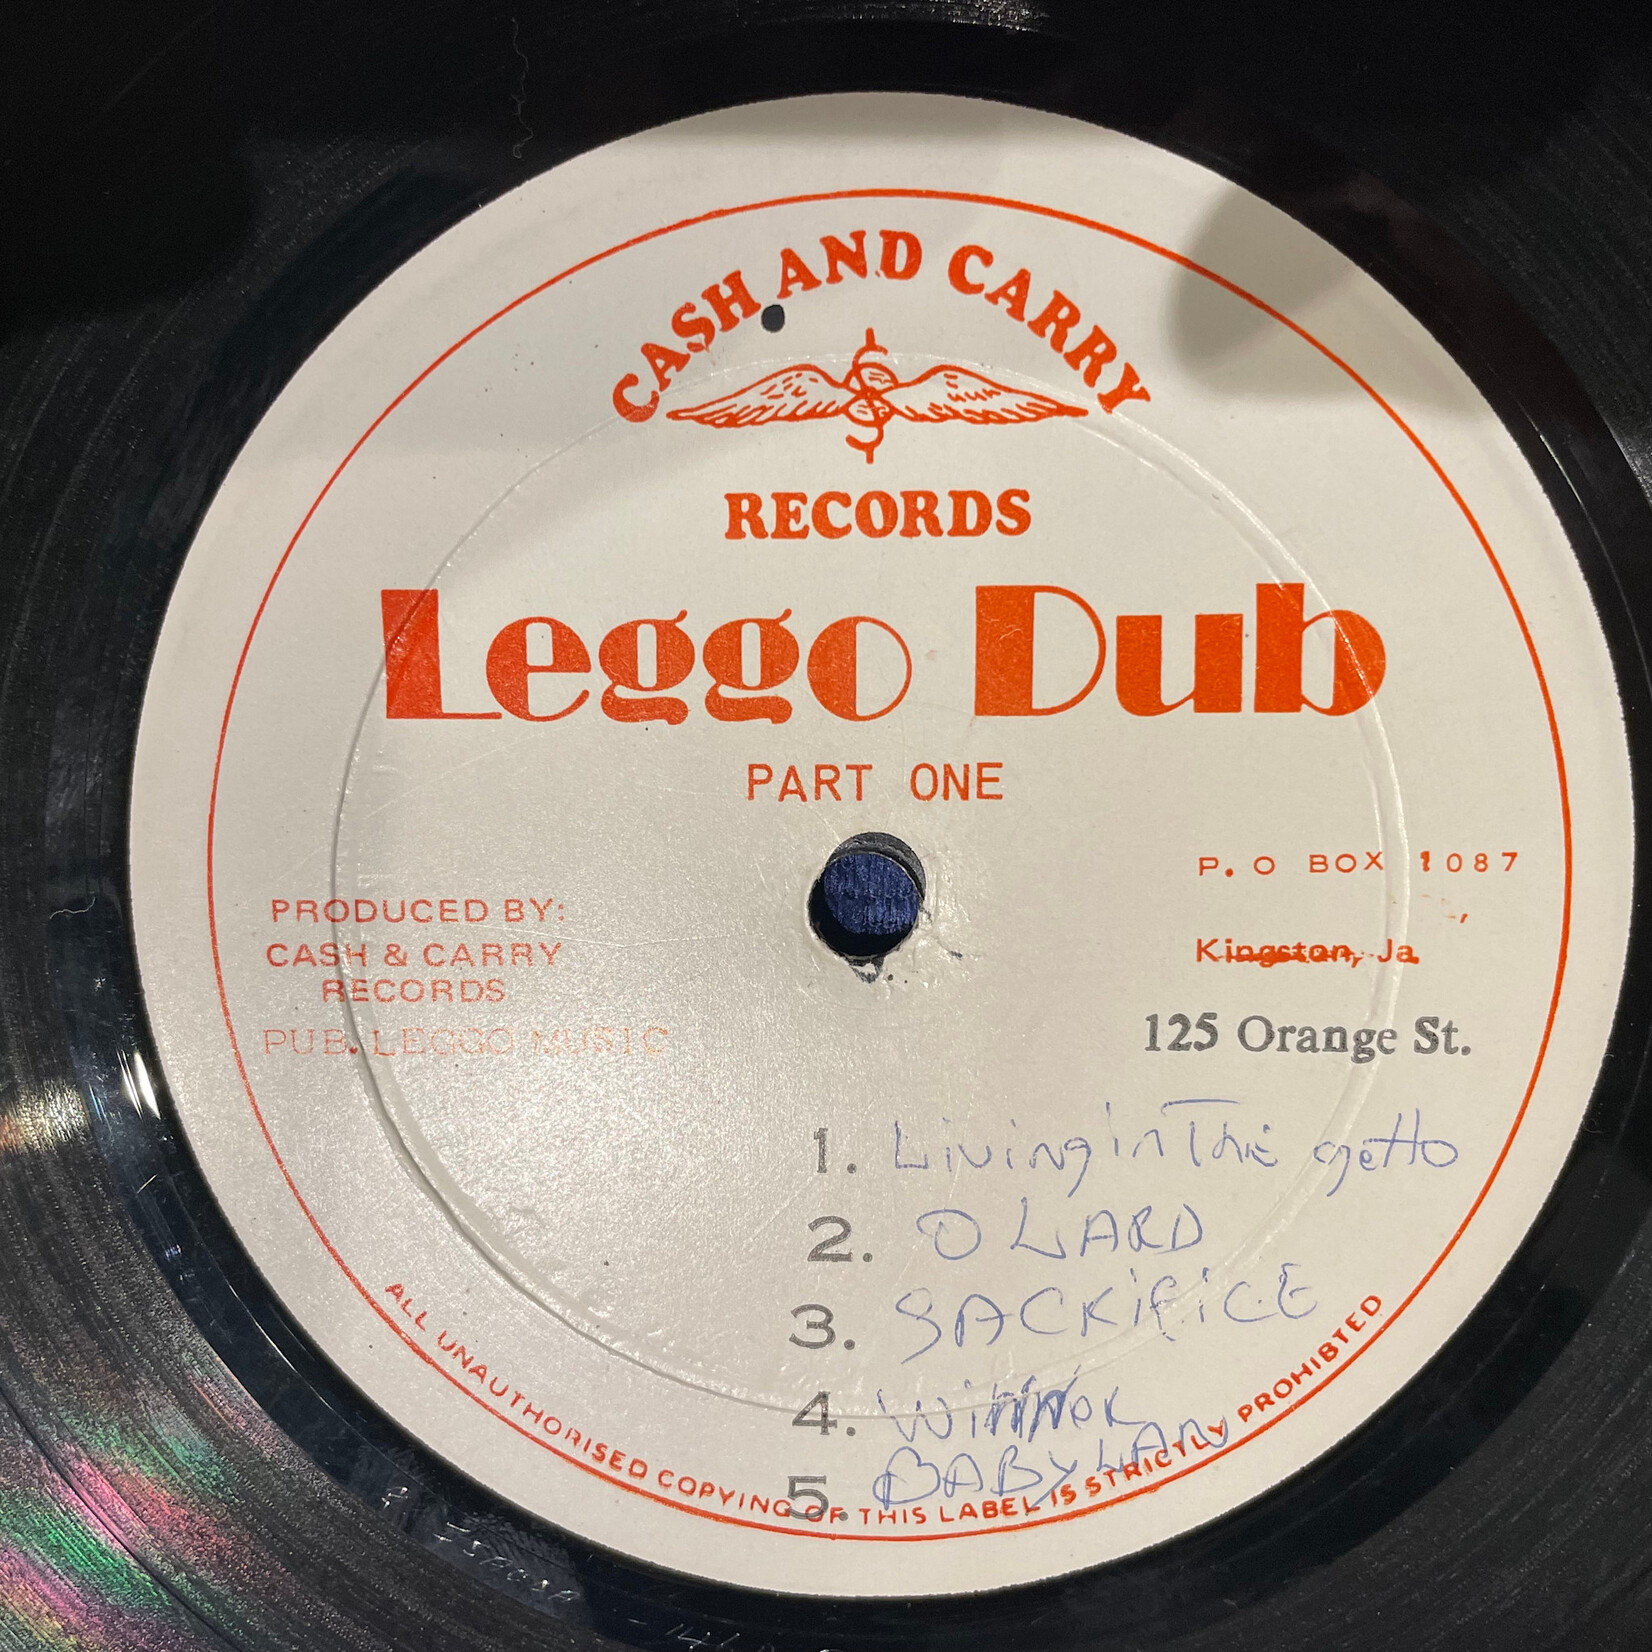 CASH AND CARRY
RECORDS
Leggo Dub
PART ONE
P. O BOX 1087
Kingston, Ja.
125 Orange St.
PRODUCED BY:
CASH & CARRY
RECORDS
PUB. LEGGO MUSIC
1. Living in The getto
2. O LARD
3. SACKIFICE
4. Winner
5. BABYLAN
ALL UNAUTHORISED COPYING OF THIS LABEL IS STRICTLY PROHIBTED